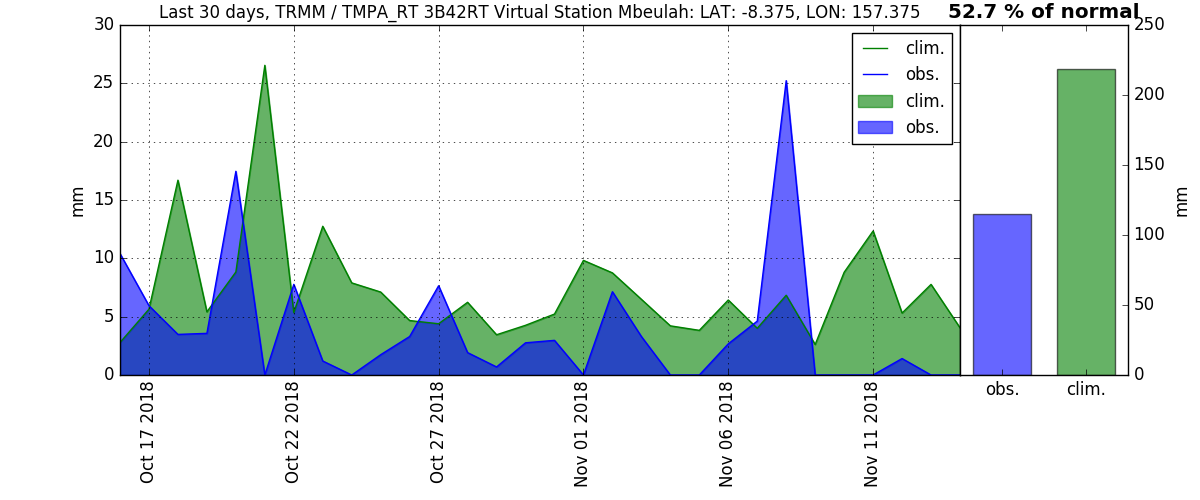 Last 30 days, TRMM / TMPA_RT 3B42RT Virtual Station Mbeulah: LAT: -8.375, LON: 157.375
52.7 % of normal
30
25
20
15
10
5
0
mm
clim.
obs.
clim.
obs.
Oct 17 2018
Oct 22 2018
Oct 27 2018
Nov 01 2018
Nov 06 2018
Nov 11 2018
250
200
150
100
50
0
mm
obs.
clim.